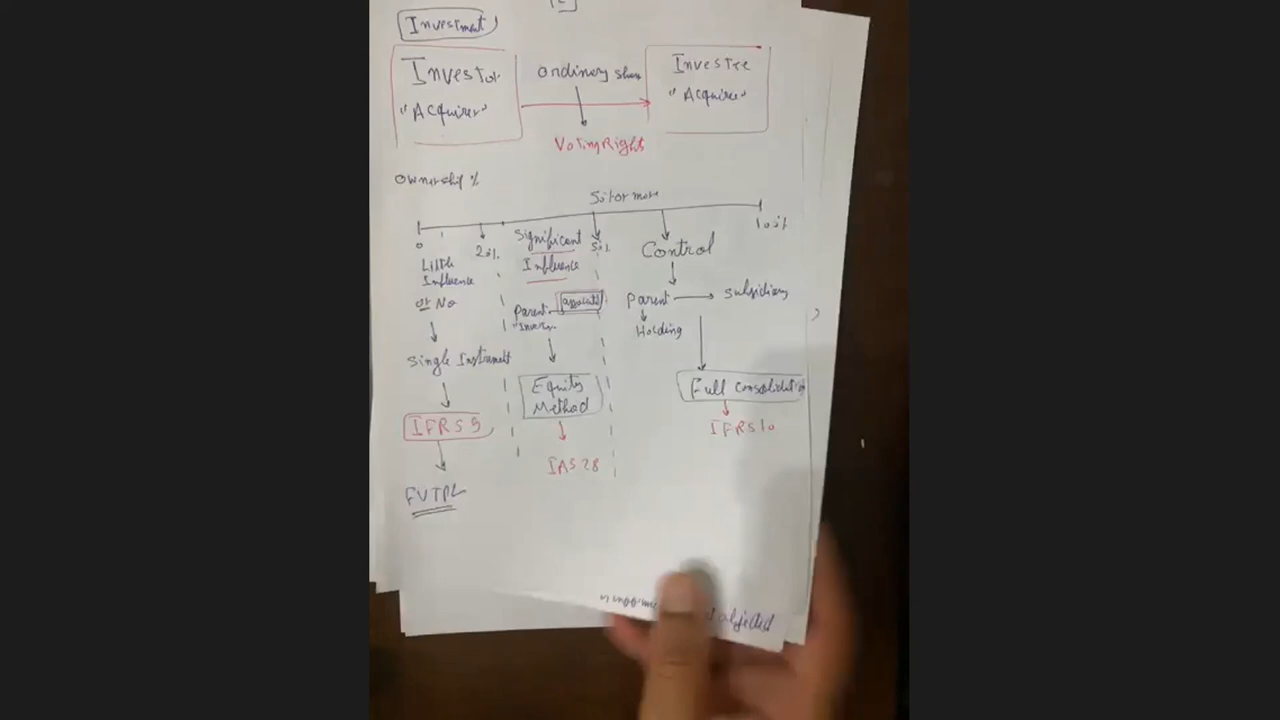 Investment
Investor
"Acquirer"
ordinary share
Investee
"Acquiree"
Voting Right
Ownership %
50% or more
0
20%
50%
100%
Little
Influence
or No
Significant
Influence
Control
Parent
"Inves
associate
Parent
Subsidiary
Holding
Single Instrument
Equity
Method
Full consolidation
IFRS 9
IAS 28
IFRS 10
FVTPL